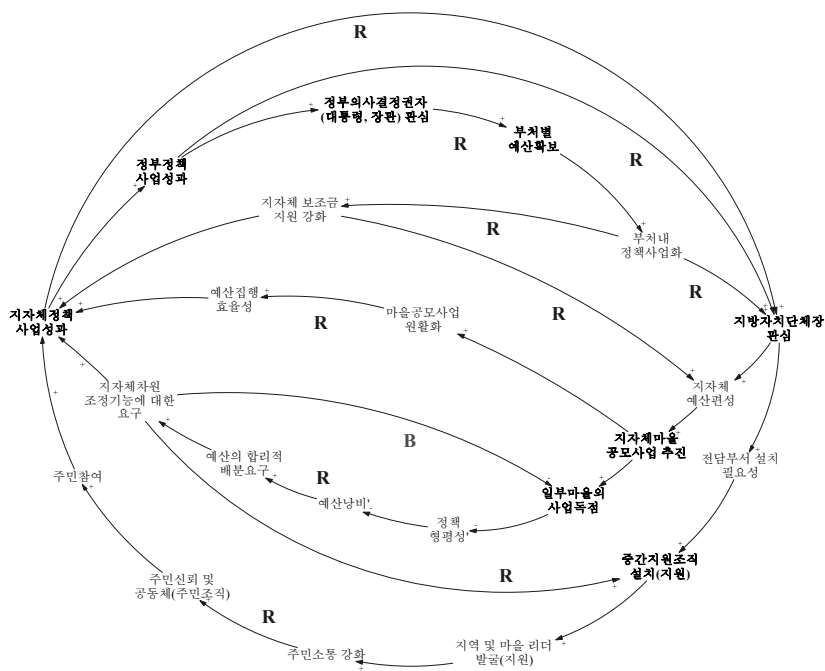 R
정부의사결정권자
(대통령, 장관) 관심
R
부처별
예산확보
R
정부정책
사업성과
지자체 보조금
지원 강화
R
부처내
정책사업화
R
예산집행
효율성
마을공모사업
원활화
R
R
지자체정책
사업성과
지방자치단체장
관심
지자체차원
조정기능에 대한
요구
지자체
예산편성
B
지자체마을
공모사업 추진
주민참여
예산의 합리적
배분요구
R
전담부서 설치
필요성
일부마을의
사업독점
예산낭비'
정책
형평성'
중간지원조직
설치(지원)
R
주민신뢰 및
공동체(주민조직)
R
주민소통 강화
지역 및 마을 리더
발굴(지원)